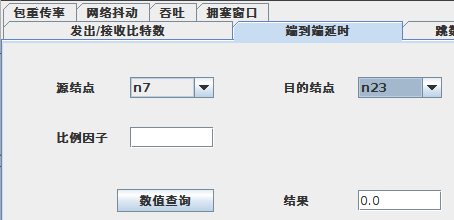 包重传率 网络抖动 吞吐 拥塞窗口
发出/接收比特数 端到端延时 跳数
源结点 n7 目的结点 n23
比例因子
数值查询 结果 0.0